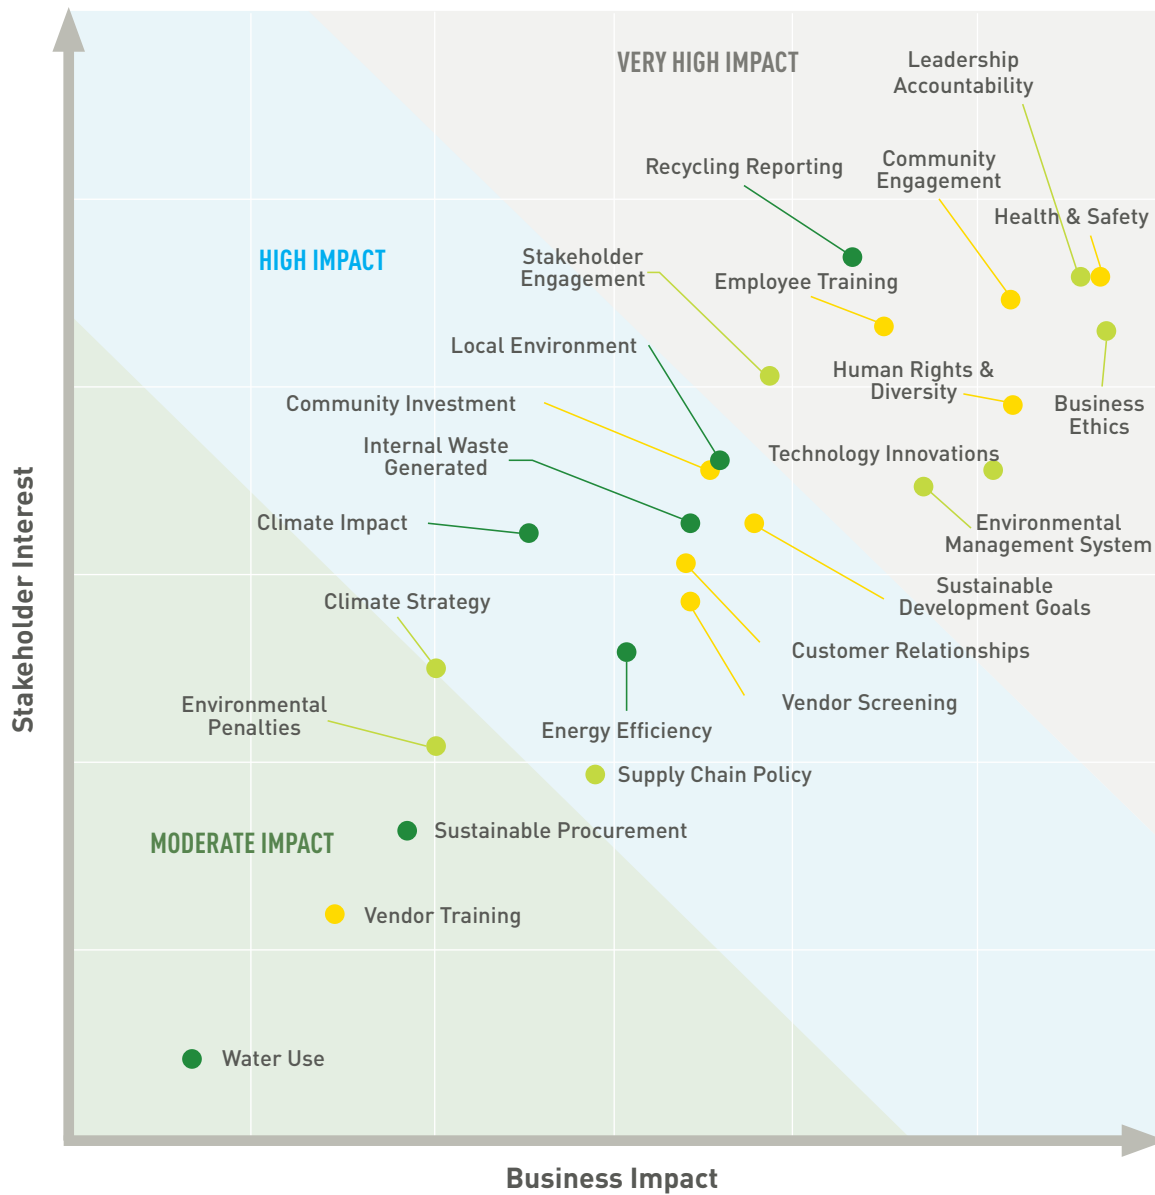 VERY HIGH IMPACT
Leadership
Accountability
Recycling Reporting
Community
Engagement
Health & Safety
HIGH IMPACT
Stakeholder
Engagement
Employee Training
Local Environment
Human Rights &
Diversity
Community Investment
Business
Ethics
Internal Waste
Generated
Technology Innovations
Climate Impact
Environmental
Management System
Sustainable
Development Goals
Climate Strategy
Customer Relationships
Environmental
Penalties
Vendor Screening
Energy Efficiency
Supply Chain Policy
MODERATE IMPACT
Sustainable Procurement
Vendor Training
Water Use
Stakeholder Interest
Business Impact